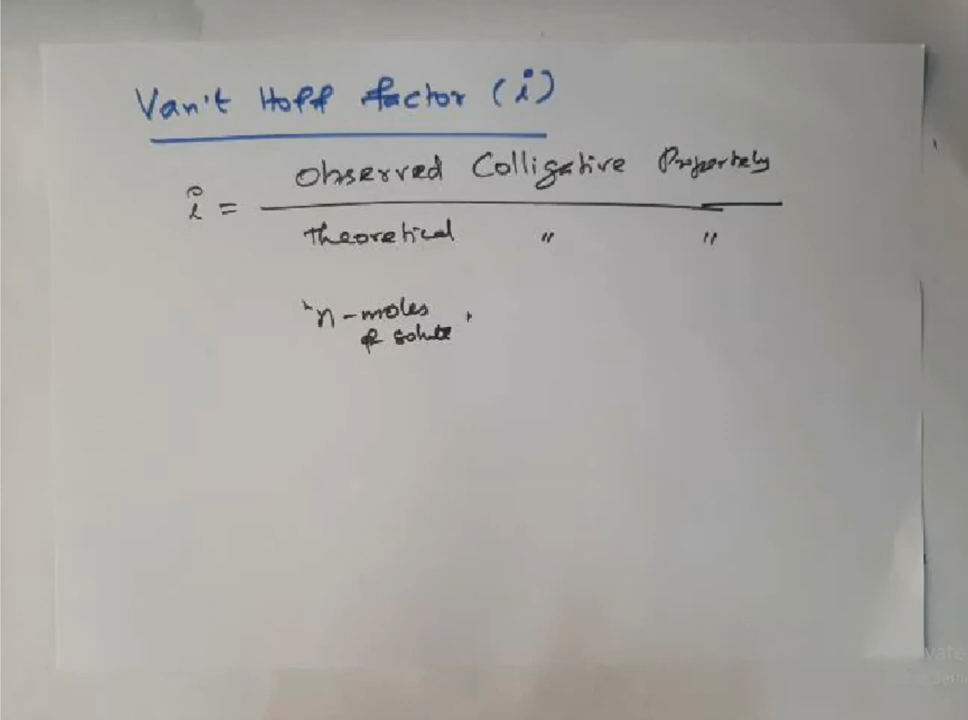 Van't Hoff factor (i)
i = Observed Colligative Property
Theoretical " "
"n-moles
of solute"